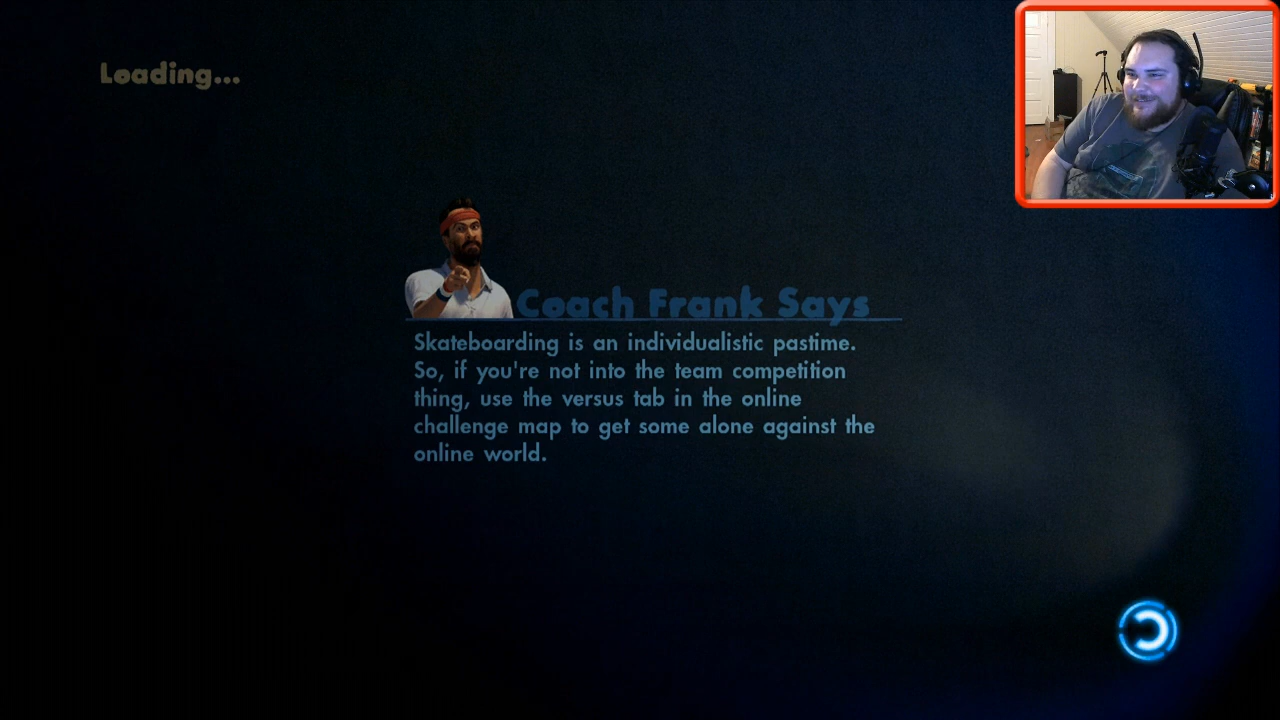 Loading...
Coach Frank Says
Skateboarding is an individualistic pastime.
So, if you're not into the team competition
thing, use the versus tab in the online
challenge map to get some alone against the
online world.